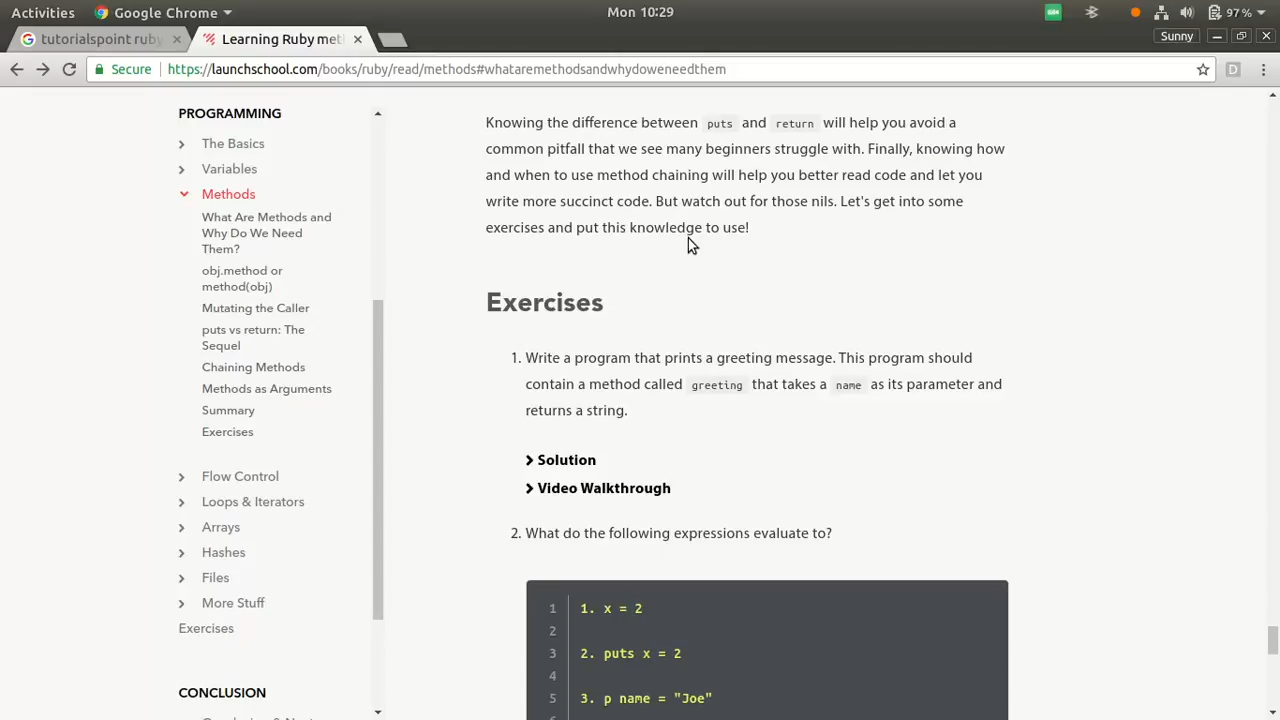 Activities Google Chrome Mon 10:29 97%
tutorialspoint ruby Learning Ruby met Sunny
Secure https://launchschool.com/books/ruby/read/methods#whataremethodsandwhydoweneedthem D
PROGRAMMING
The Basics
Variables
Methods
What Are Methods and
Why Do We Need
Them?
obj.method or
method(obj)
Mutating the Caller
puts vs return: The
Sequel
Chaining Methods
Methods as Arguments
Summary
Exercises
Flow Control
Loops & Iterators
Arrays
Hashes
Files
More Stuff
Exercises
CONCLUSION
Knowing the difference between puts and return will help you avoid a
common pitfall that we see many beginners struggle with. Finally, knowing how
and when to use method chaining will help you better read code and let you
write more succinct code. But watch out for those nils. Let's get into some
exercises and put this knowledge to use!
Exercises
1. Write a program that prints a greeting message. This program should
contain a method called greeting that takes a name as its parameter and
returns a string.
Solution
Video Walkthrough
2. What do the following expressions evaluate to?
1 1. x = 2
2
3 2. puts x = 2
4
5 3. p name = "Joe"